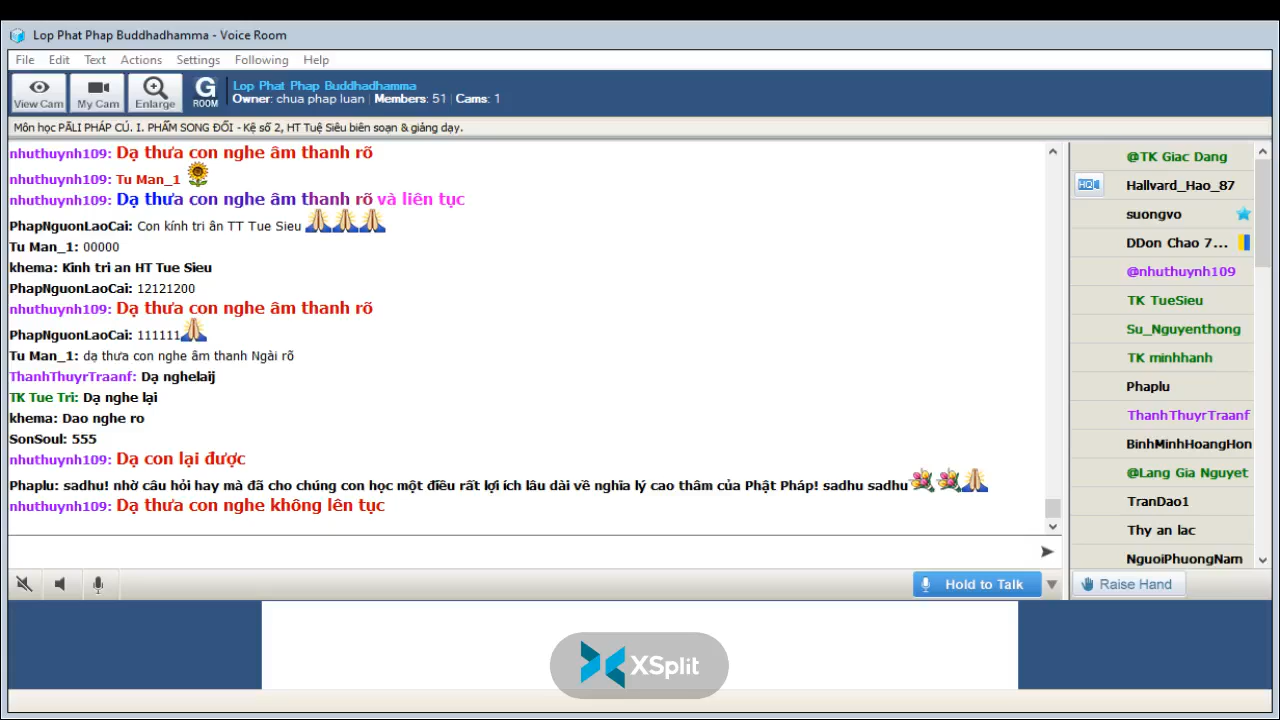 Lop Phat Phap Buddhadhamma - Voice Room
File Edit Text Actions Settings Following Help
View Cam My Cam Enlarge G ROOM
Lop Phat Phap Buddhadhamma
Owner: chua phap luan | Members: 51 | Cams: 1
Môn học PĀLI PHÁP CÚ. I. PHẨM SONG ĐỐI - Kệ số 2, HT Tuệ Siêu biên soạn & giảng dạy.
nhuthuynh109: Dạ thưa con nghe âm thanh rõ
nhuthuynh109: Tu Man_1
nhuthuynh109: Dạ thưa con nghe âm thanh rõ và liên tục
PhapNguonLaoCai: Con kính tri ân TT Tue Sieu
Tu Man_1: 00000
khema: Kinh tri an HT Tue Sieu
PhapNguonLaoCai: 12121200
nhuthuynh109: Dạ thưa con nghe âm thanh rõ
PhapNguonLaoCai: 111111
Tu Man_1: dạ thưa con nghe âm thanh Ngài rõ
ThanhThuyrTraanf: Dạ nghelaij
TK Tue Tri: Dạ nghe lại
khema: Dao nghe ro
SonSoul: 555
nhuthuynh109: Dạ con lại được
Phaplu: sadhu! nhờ câu hỏi hay mà đã cho chúng con học một điều rất lợi ích lâu dài về nghĩa lý cao thâm của Phật Pháp! sadhu sadhu
nhuthuynh109: Dạ thưa con nghe không lên tục
@TK Giac Dang
HQ Hallvard_Hao_87
suongvo
DDon Chao 7...
@nhuthuynh109
TK TueSieu
Su_Nguyenthong
TK minhhanh
Phaplu
ThanhThuyrTraanf
BinhMinhHoangHon
@Lang Gia Nguyet
TranDao1
Thy an lac
NguoiPhuongNam
Hold to Talk
Raise Hand
XSplit